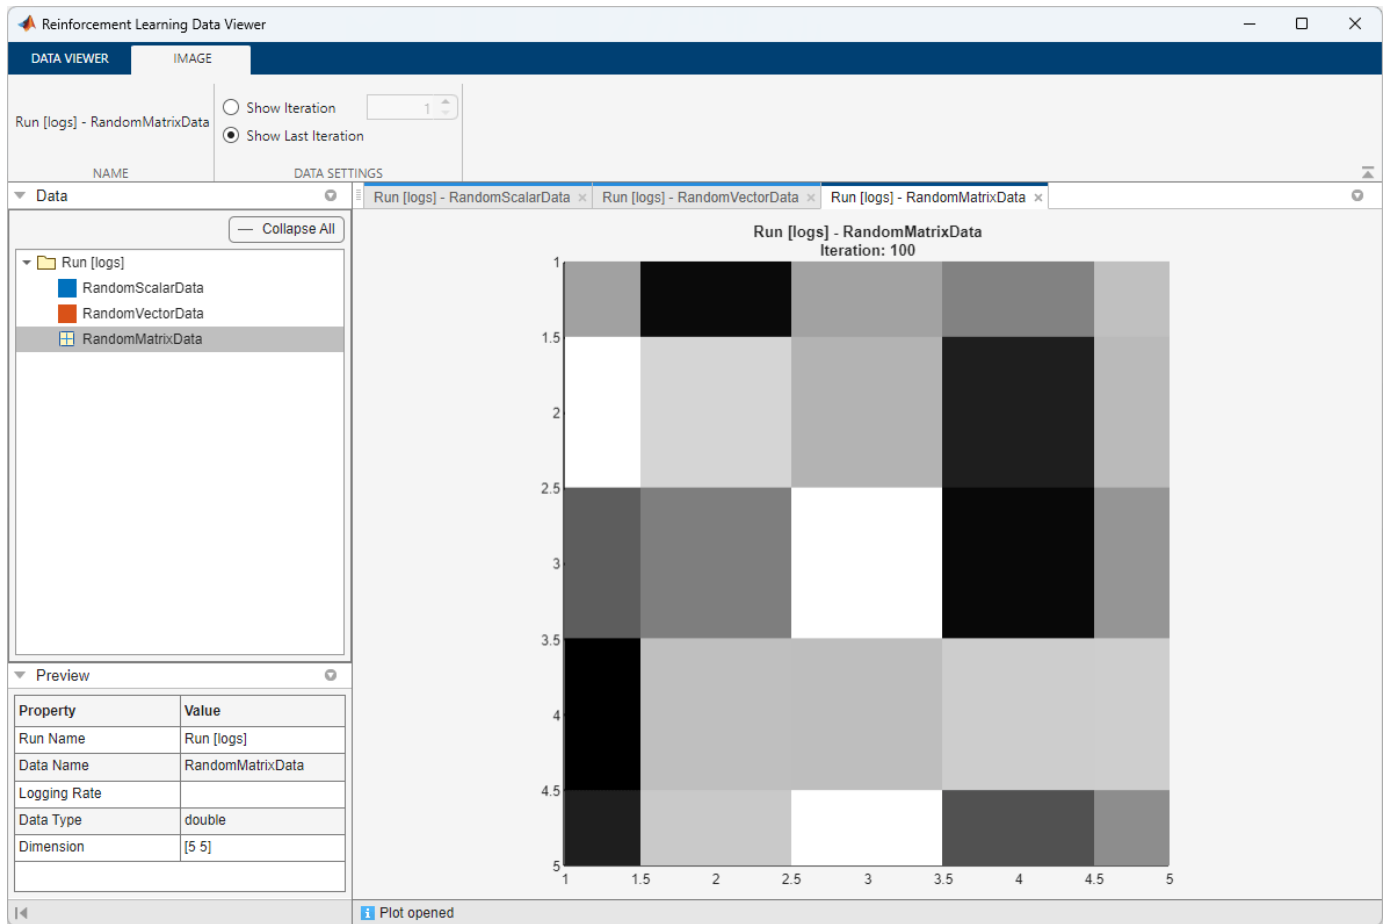 Reinforcement Learning Data Viewer
DATA VIEWER
IMAGE
Run [logs] - RandomMatrixData
Show Iteration
1
Show Last Iteration
NAME
DATA SETTINGS
Data
Collapse All
Run [logs]
RandomScalarData
RandomVectorData
RandomMatrixData
Preview
Property Value
Run Name Run [logs]
Data Name RandomMatrixData
Logging Rate
Data Type double
Dimension [5 5]
Run [logs] - RandomScalarData × Run [logs] - RandomVectorData × Run [logs] - RandomMatrixData ×
Run [logs] - RandomMatrixData
Iteration: 100
1
1.5
2
2.5
3
3.5
4
4.5
5
1 1.5 2 2.5 3 3.5 4 4.5 5
Plot opened